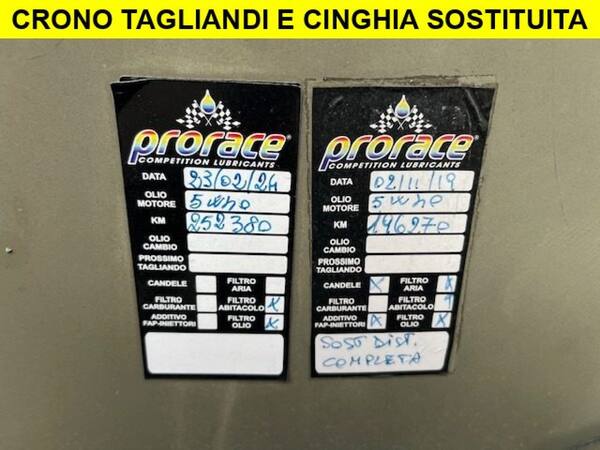 CRONO TAGLIANDI E CINGHIA SOSTITUITA
prorace®
COMPETITION LUBRICANTS
DATA 23/02/24
OLIO MOTORE 5W40
KM 252380
OLIO CAMBIO
PROSSIMO TAGLIANDO
CANDELE FILTRO ARIA
FILTRO CARBURANTE FILTRO ABITACOLO X
ADDITIVO FAP-INIETTORI FILTRO OLIO X
prorace®
COMPETITION LUBRICANTS
DATA 02/11/19
OLIO MOTORE 5W40
KM 196270
OLIO CAMBIO
PROSSIMO TAGLIANDO
CANDELE X FILTRO ARIA X
FILTRO CARBURANTE FILTRO ABITACOLO
ADDITIVO FAP-INIETTORI X FILTRO OLIO X
SOST DIST.
COMPLETA